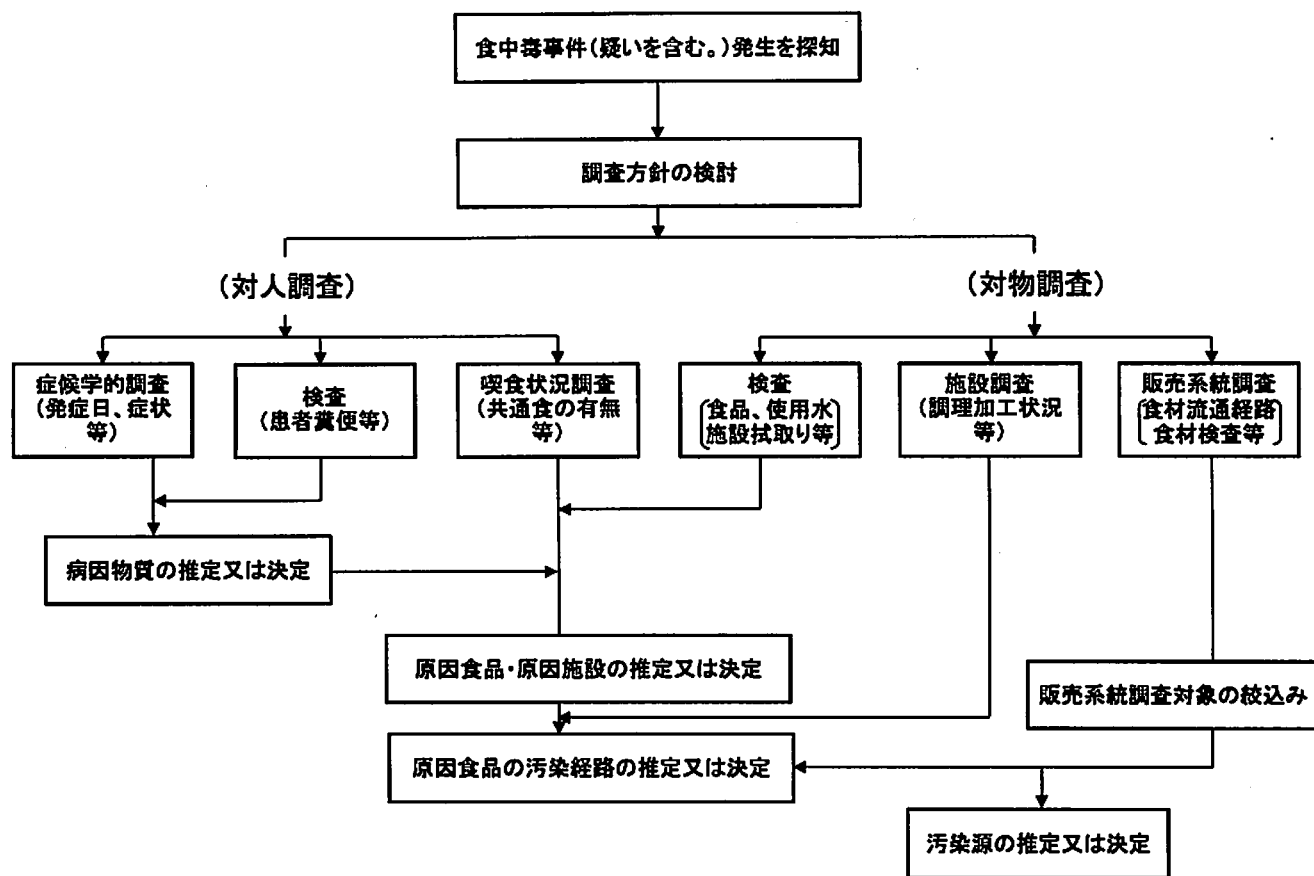 食中毒事件(疑いを含む。)発生を探知
調査方針の検討
(対人調査)
(対物調査)
症候学的調査
(発症日、症状
等)
検査
(患者糞便等)
喫食状況調査
(共通食の有無
等)
検査
食品、使用水
施設拭取り等
施設調査
(調理加工状況
等)
販売系統調査
食材流通経路
食材検査等
病因物質の推定又は決定
原因食品・原因施設の推定又は決定
販売系統調査対象の絞込み
原因食品の汚染経路の推定又は決定
汚染源の推定又は決定